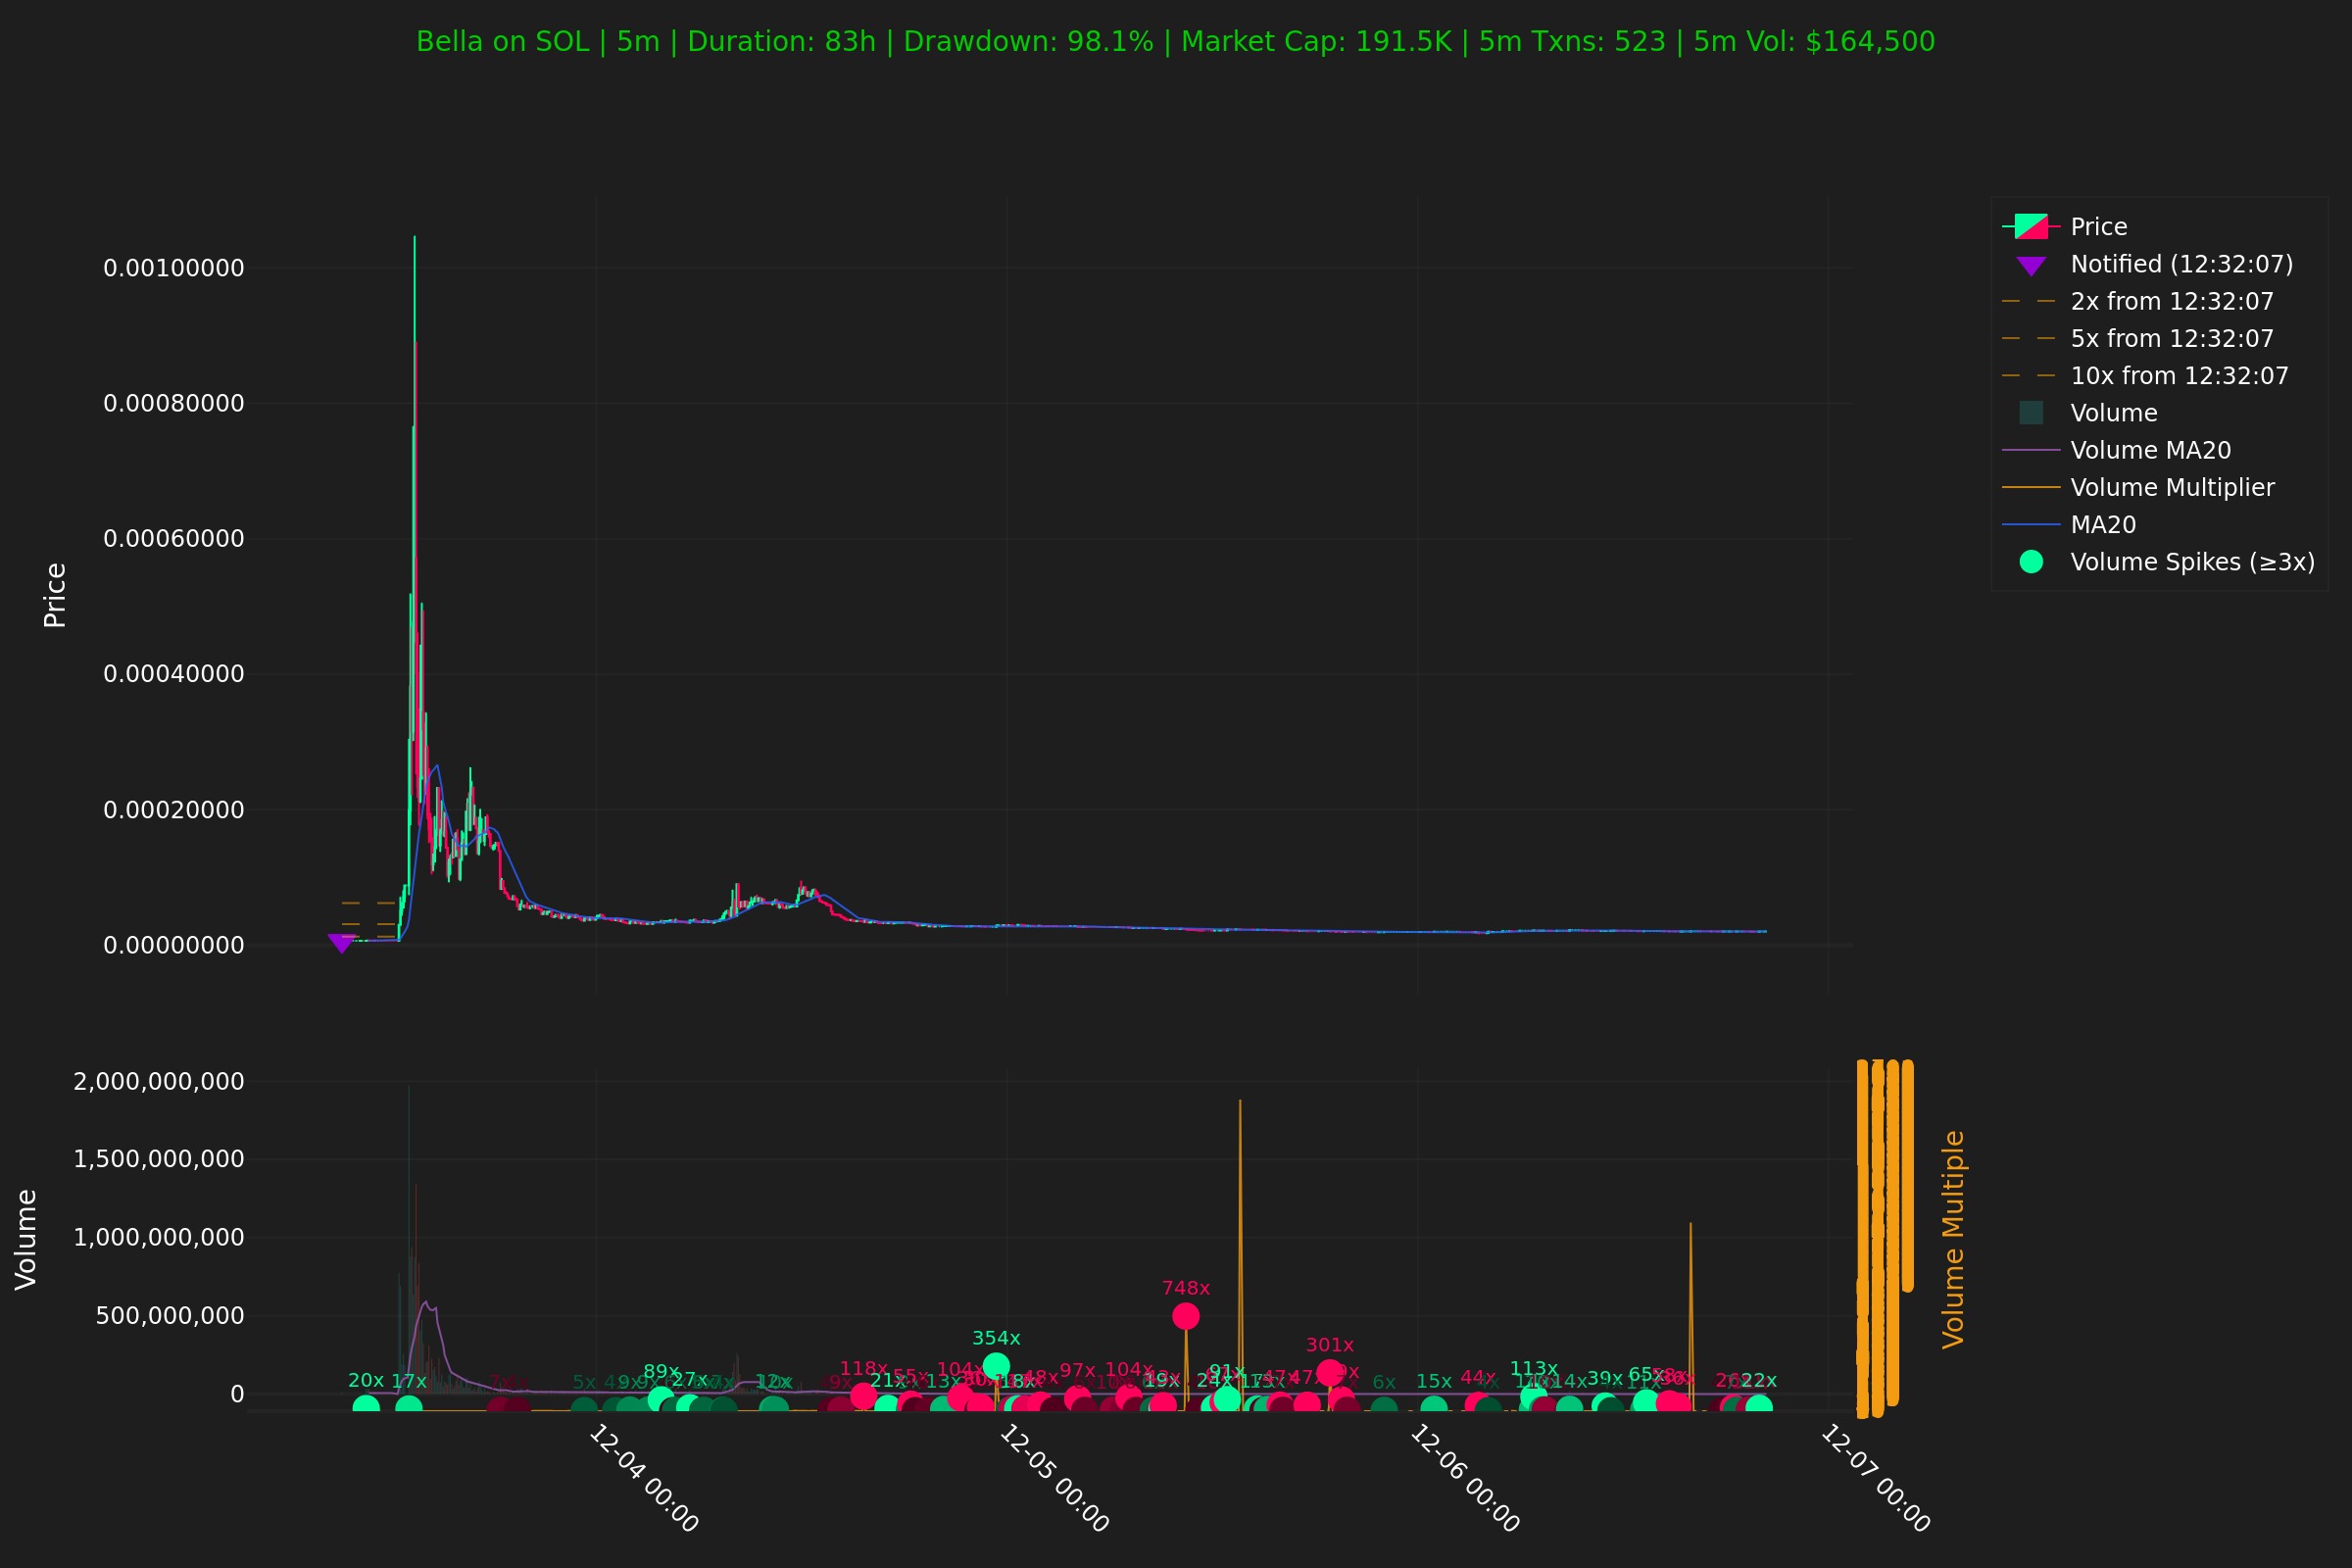 Bella on SOL | 5m | Duration: 83h | Drawdown: 98.1% | Market Cap: 191.5K | 5m Txns: 523 | 5m Vol: $164,500
Price
0.00100000
0.00080000
0.00060000
0.00040000
0.00020000
0.00000000
Price
Notified (12:32:07)
2x from 12:32:07
5x from 12:32:07
10x from 12:32:07
Volume
Volume MA20
Volume Multiplier
MA20
Volume Spikes (≥3x)
Volume
2,000,000,000
1,500,000,000
1,000,000,000
500,000,000
0
20x
17x
5x
89x
27x
118x
21x
55x
104x
354x
18x
48x
97x
104x
19x
748x
24x
91x
301x
6x
15x
44x
113x
14x
39x
65x
26x
22x
Volume Multiple
12-04 00:00
12-05 00:00
12-06 00:00
12-07 00:00